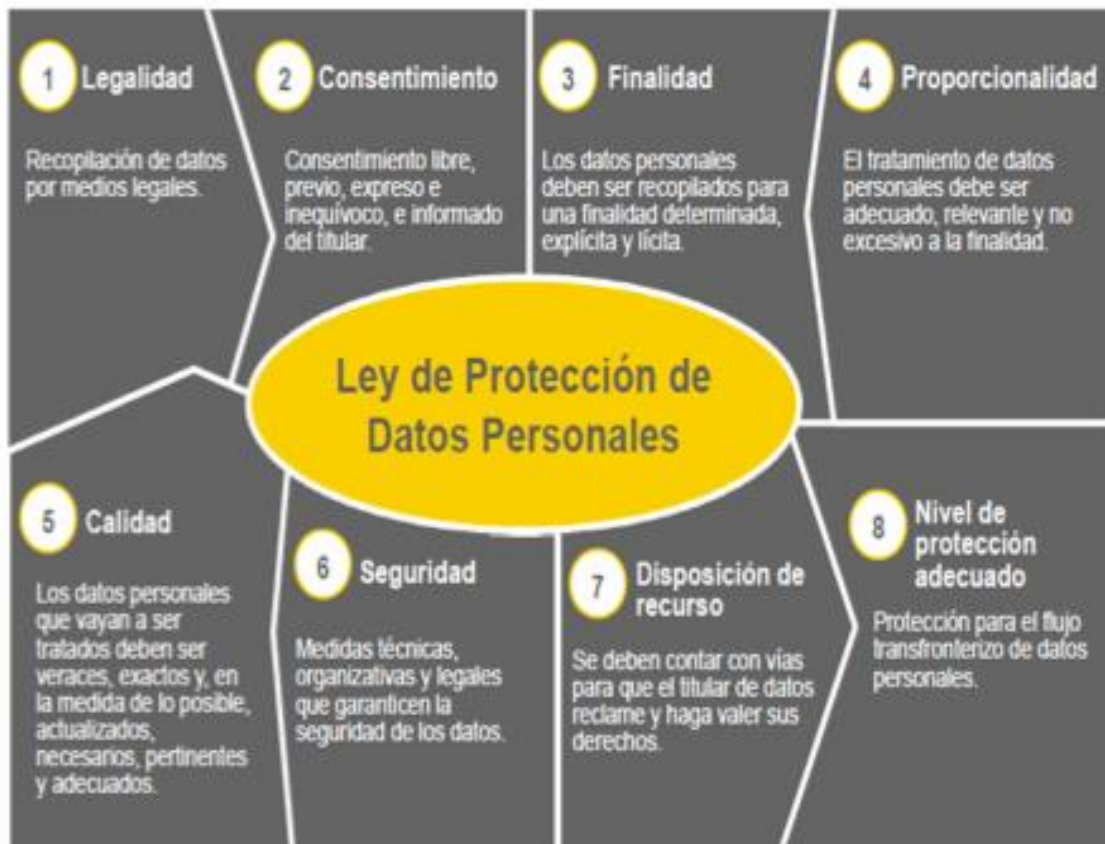 1 Legalidad
Recopilación de datos
por medios legales.
2 Consentimiento
Consentimiento libre,
previo, expreso e
inequívoco, e informado
del titular.
3 Finalidad
Los datos personales
deben ser recopilados para
una finalidad determinada,
explícita y lícita.
4 Proporcionalidad
El tratamiento de datos
personales debe ser
adecuado, relevante y no
excesivo a la finalidad.
Ley de Protección de
Datos Personales
5 Calidad
Los datos personales
que vayan a ser
tratados deben ser
veraces, exactos y, en
la medida de lo posible,
actualizados,
necesarios, pertinentes
y adecuados.
6 Seguridad
Medidas técnicas,
organizativas y legales
que garanticen la
seguridad de los datos.
7 Disposición de
recurso
Se deben contar con vías
para que el titular de datos
reclame y haga valer sus
derechos.
8 Nivel de
protección
adecuado
Protección para el flujo
transfronterizo de datos
personales.